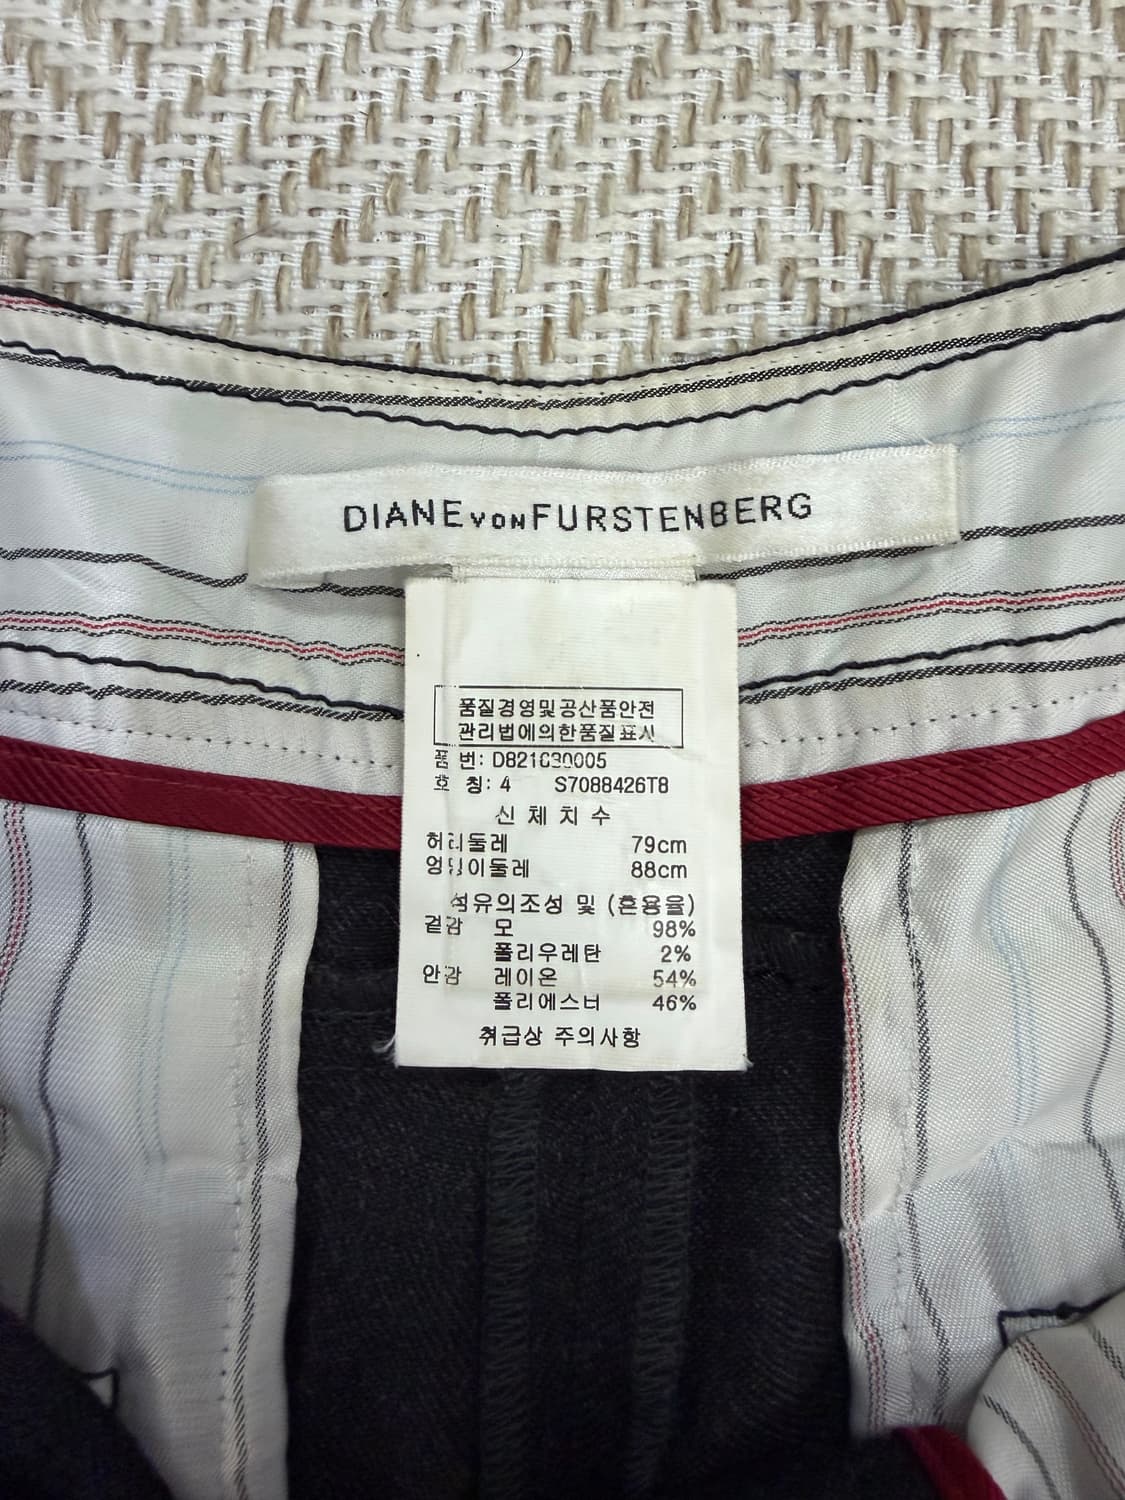 DIANE von FURSTENBERG
품질경영및공산품안전
관리법에의한품질표시
품 번: D821C30005
호 칭: 4 S7088426T8
신 체 치 수
허리둘레 79cm
엉덩이둘레 88cm
섬유의조성 및 (혼용율)
겉감 모 98%
폴리우레탄 2%
안감 레이온 54%
폴리에스터 46%
취급상 주의사항